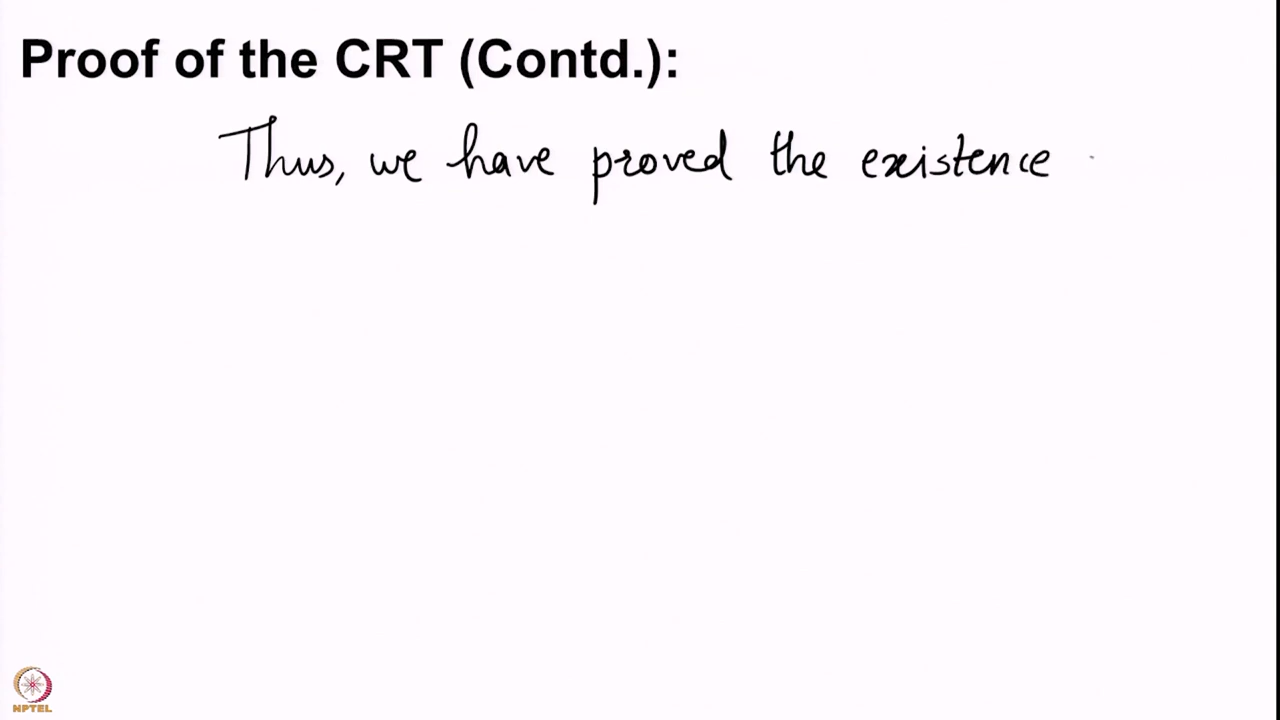 Proof of the CRT (Contd.):
Thus, we have proved the existence
NPTEL